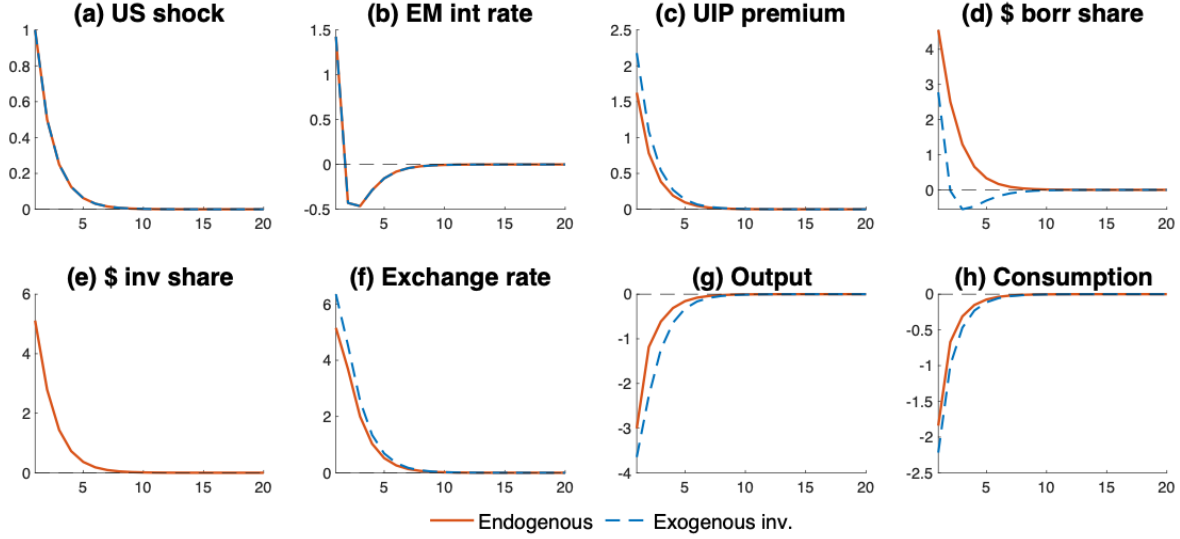 (a) US shock
(b) EM int rate
(c) UIP premium
(d) $ borr share
1
0.8
0.6
0.4
0.2
0
5 10 15 20
1.5
1
0.5
0
-0.5
5 10 15 20
2.5
2
1.5
1
0.5
0
5 10 15 20
4
3
2
1
0
5 10 15 20
(e) $ inv share
(f) Exchange rate
(g) Output
(h) Consumption
6
4
2
0
5 10 15 20
6
4
2
0
5 10 15 20
0
-1
-2
-3
-4
5 10 15 20
0
-0.5
-1
-1.5
-2
-2.5
5 10 15 20
Endogenous
Exogenous inv.